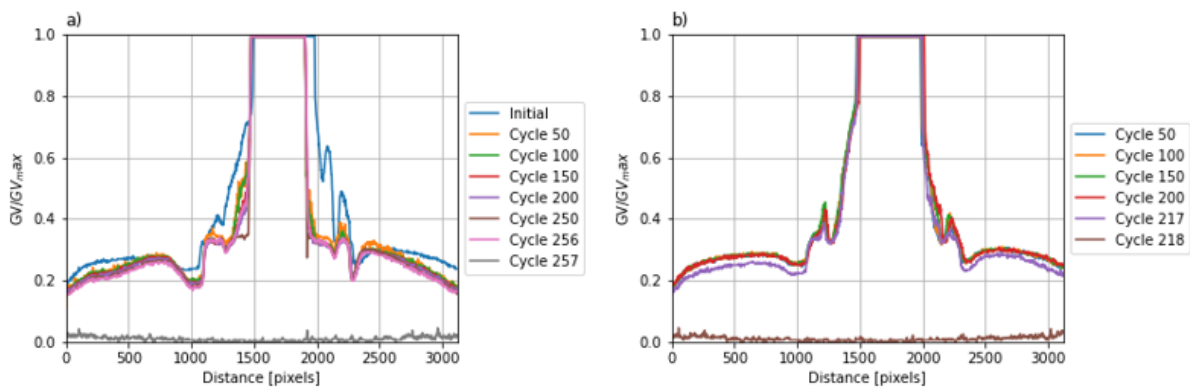 a)
1.0
0.8
0.6
0.4
0.2
0.0
GV/GV_max
0 500 1000 1500 2000 2500 3000
Distance [pixels]
Initial
Cycle 50
Cycle 100
Cycle 150
Cycle 200
Cycle 250
Cycle 256
Cycle 257
b)
1.0
0.8
0.6
0.4
0.2
0.0
GV/GV_max
0 500 1000 1500 2000 2500 3000
Distance [pixels]
Cycle 50
Cycle 100
Cycle 150
Cycle 200
Cycle 217
Cycle 218